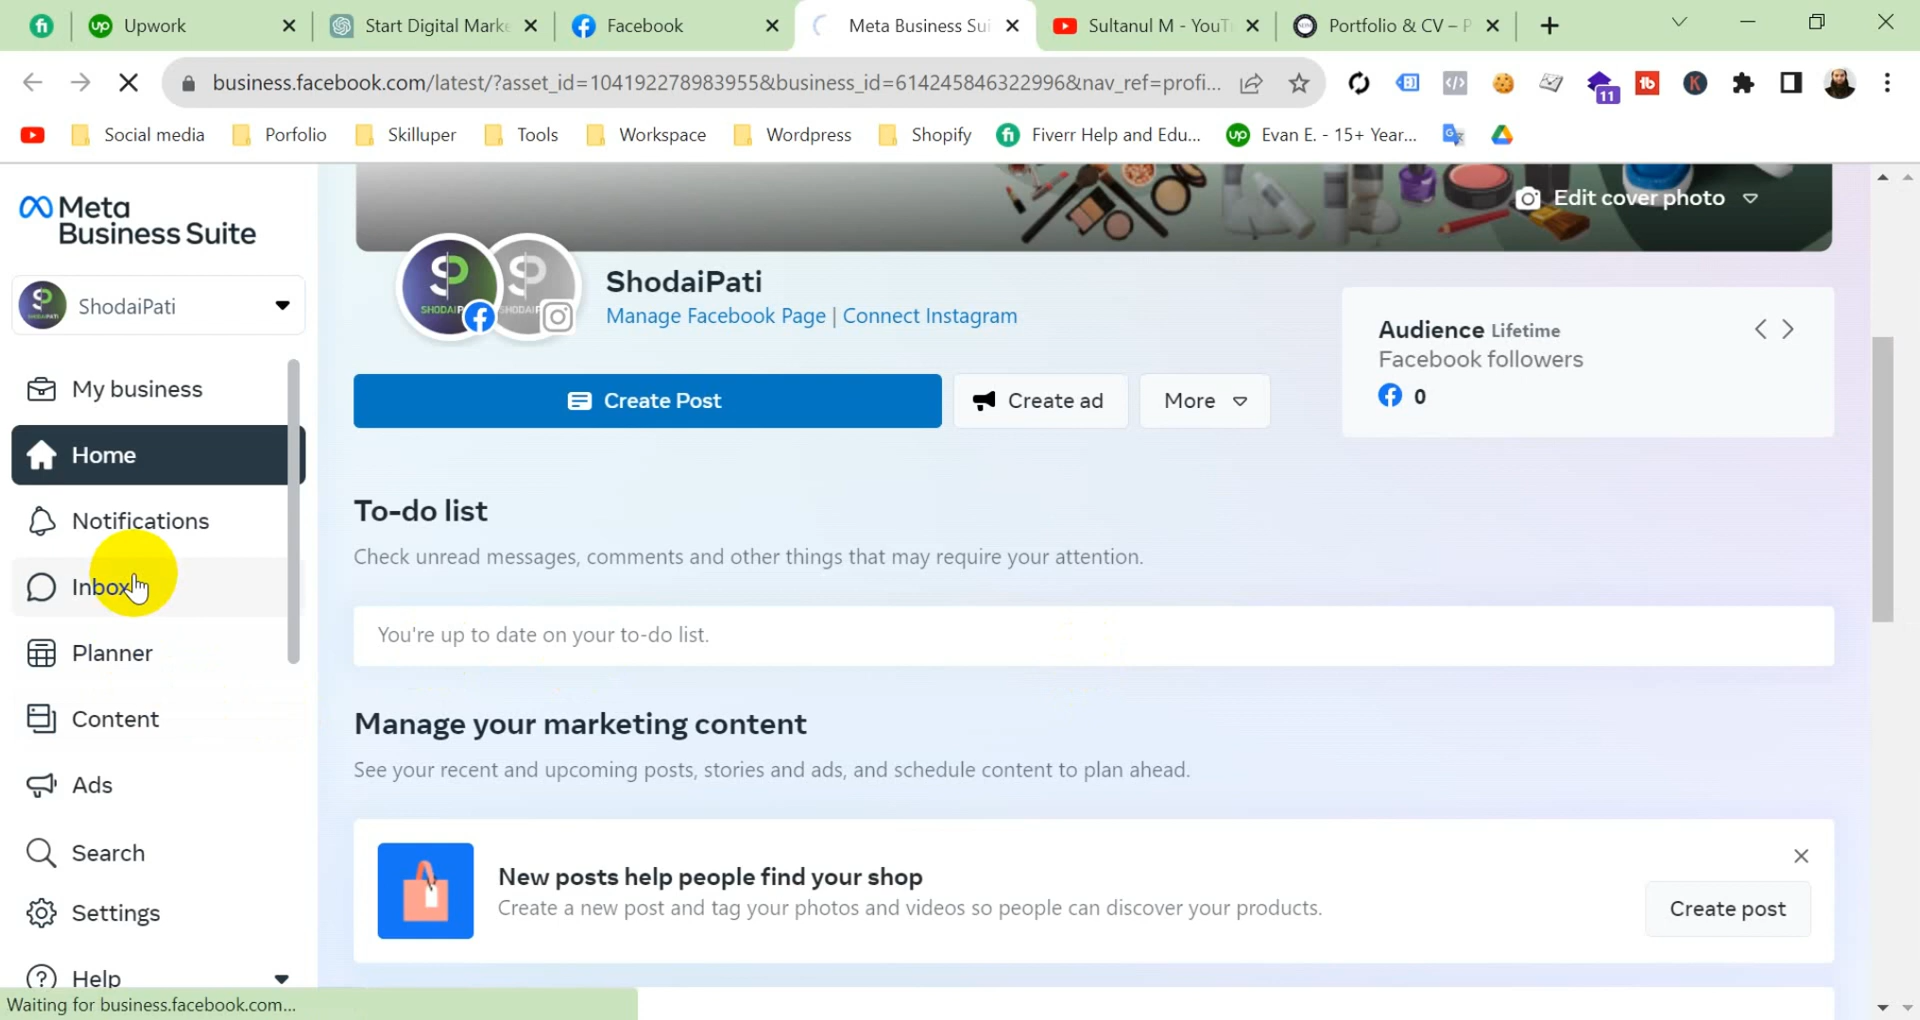 Upwork
Start Digital Marke
Facebook
Meta Business Sui
Sultanul M - YouT
Portfolio & CV – P
business.facebook.com/latest/?asset_id=104192278983955&business_id=614245846322996&nav_ref=profi...
11
Social media
Porfolio
Skilluper
Tools
Workspace
Wordpress
Shopify
Fiverr Help and Edu...
Evan E. - 15+ Year...
Meta
Business Suite
Edit cover photo
ShodaiPati
ShodaiPati
Manage Facebook Page | Connect Instagram
Audience Lifetime
Facebook followers
0
My business
Create Post
Create ad
More
Home
Notifications
To-do list
Check unread messages, comments and other things that may require your attention.
Inbox
You're up to date on your to-do list.
Planner
Content
Manage your marketing content
See your recent and upcoming posts, stories and ads, and schedule content to plan ahead.
Ads
Search
New posts help people find your shop
Create a new post and tag your photos and videos so people can discover your products.
Create post
Settings
Help
Waiting for business.facebook.com...